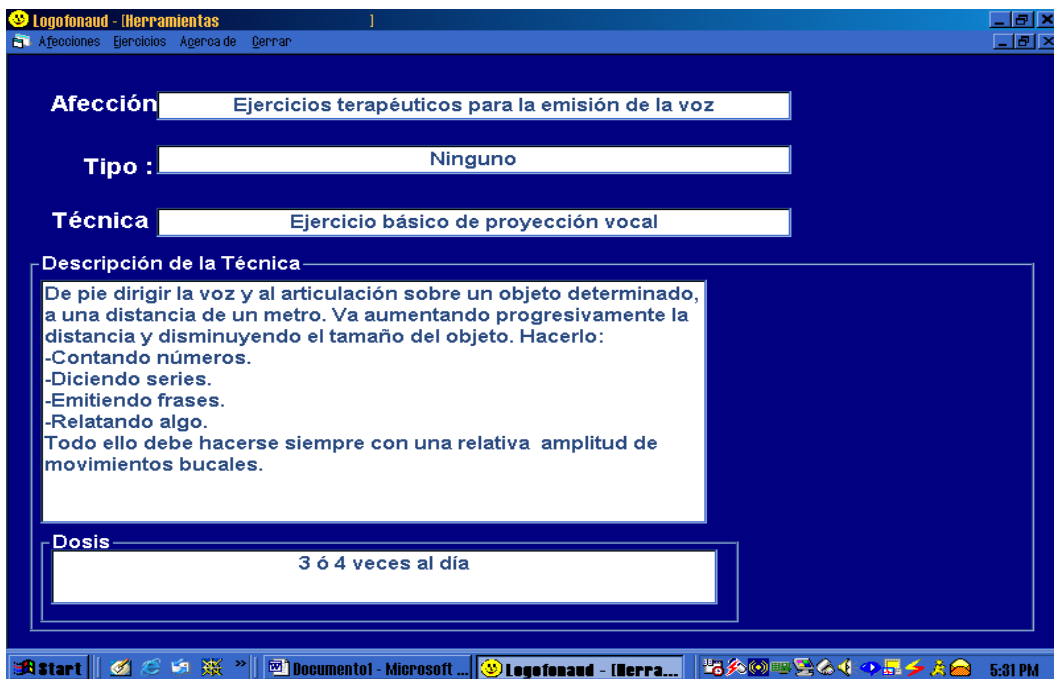 Logofonaud - [Herramientas ]
Afecciones Ejercicios Acerca de Cerrar
Afección Ejercicios terapéuticos para la emisión de la voz
Tipo : Ninguno
Técnica Ejercicio básico de proyección vocal
Descripción de la Técnica
De pie dirigir la voz y al articulación sobre un objeto determinado,
a una distancia de un metro. Va aumentando progresivamente la
distancia y disminuyendo el tamaño del objeto. Hacerlo:
-Contando números.
-Diciendo series.
-Emitiendo frases.
-Relatando algo.
Todo ello debe hacerse siempre con una relativa amplitud de
movimientos bucales.
Dosis
3 ó 4 veces al día
Start » Documento1 - Microsoft ... Logofonaud - [Herra... 5:31 PM